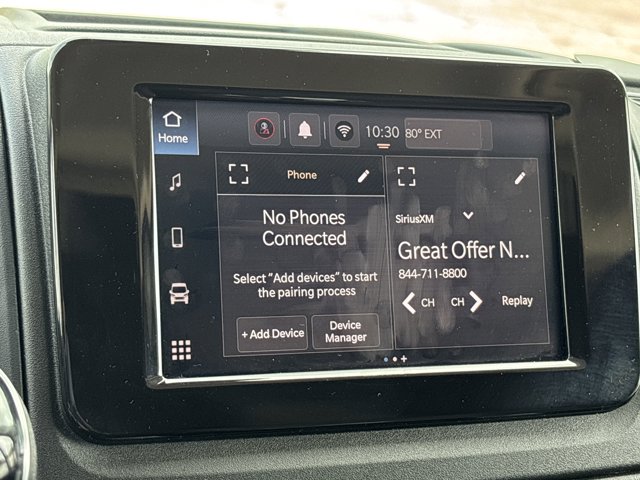 Home
10:30
80° EXT
Phone
No Phones
Connected
Select "Add devices" to start
the pairing process
+ Add Device
Device
Manager
SiriusXM
Great Offer N...
844-711-8800
CH
CH
Replay